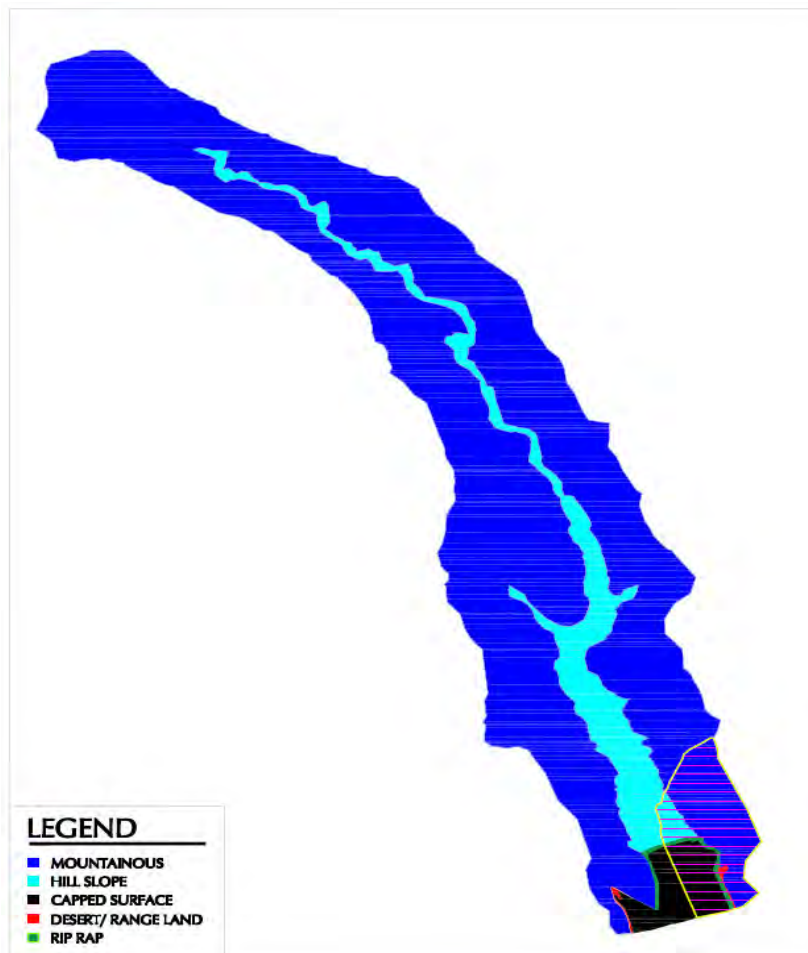 LEGEND
MOUNTAINOUS
HILL SLOPE
CAPPED SURFACE
DESERT/ RANGE LAND
RIP RAP